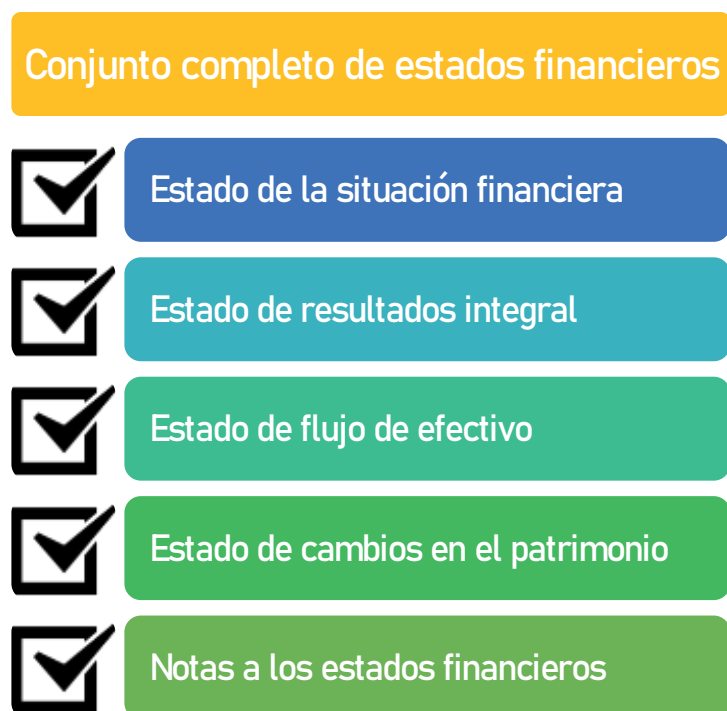 Conjunto completo de estados financieros
Estado de la situación financiera
Estado de resultados integral
Estado de flujo de efectivo
Estado de cambios en el patrimonio
Notas a los estados financieros